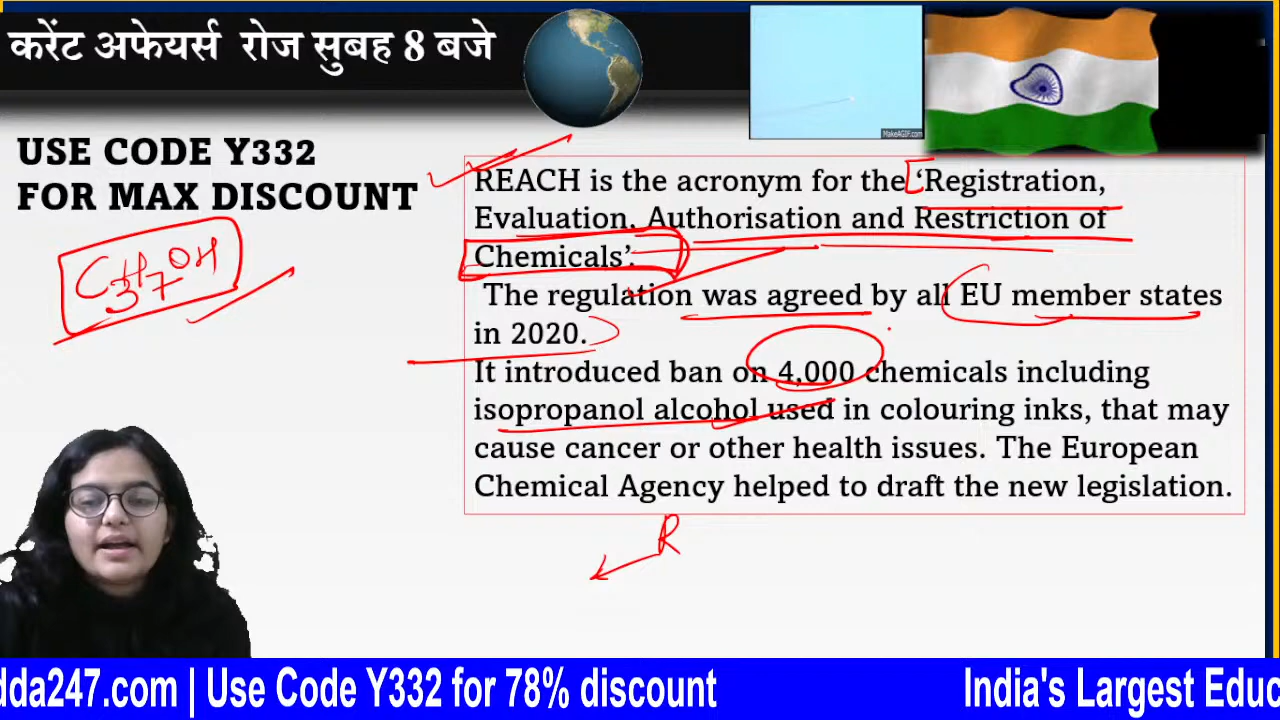 करेंट अफेयर्स रोज सुबह 8 बजे
MakeAGIF.com
USE CODE Y332
FOR MAX DISCOUNT
C3H7OH
REACH is the acronym for the ‘Registration,
Evaluation, Authorisation and Restriction of
Chemicals’.
The regulation was agreed by all EU member states
in 2020.
It introduced ban on 4,000 chemicals including
isopropanol alcohol used in colouring inks, that may
cause cancer or other health issues. The European
Chemical Agency helped to draft the new legislation.
R
dda247.com | Use Code Y332 for 78% discount
India's Largest Educ